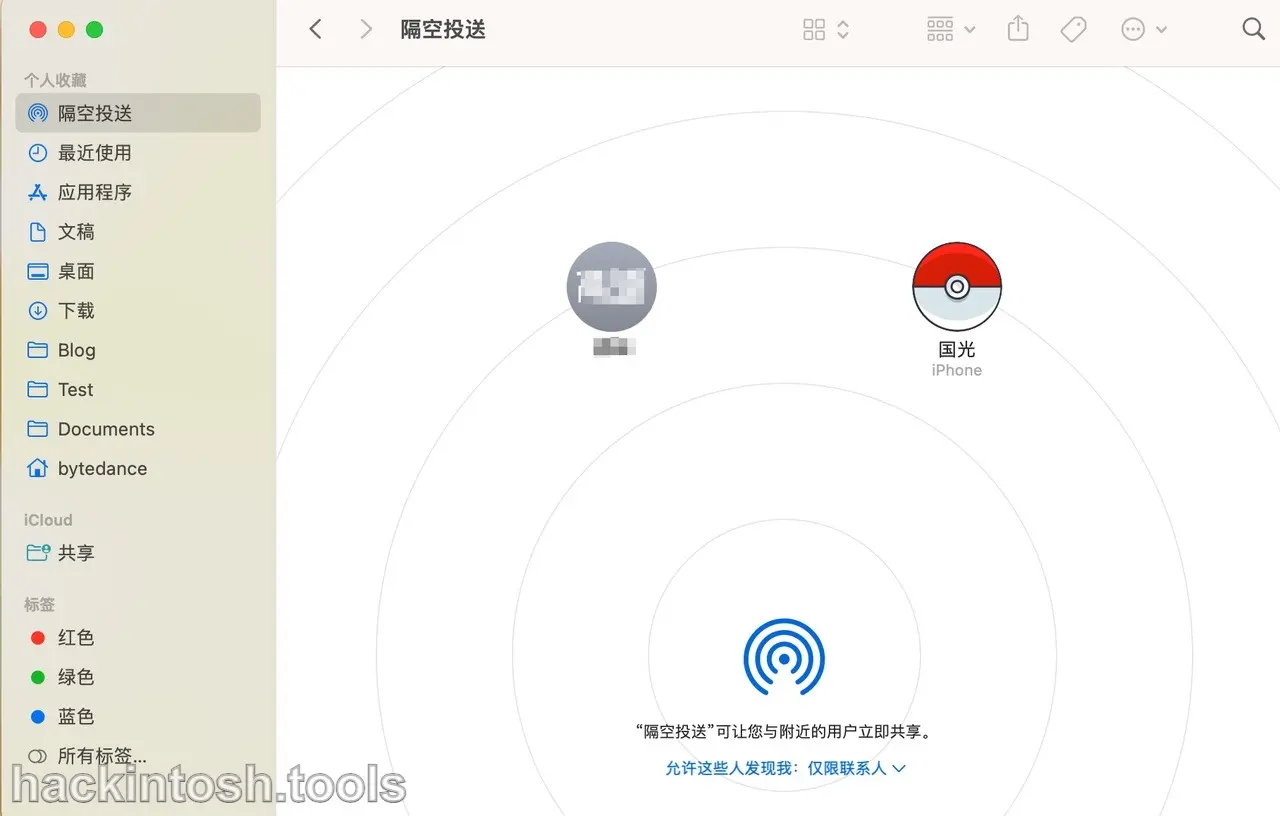 隔空投送
个人收藏
隔空投送
最近使用
应用程序
文稿
桌面
下载
Blog
Test
Documents
bytedance
iCloud
共享
标签
红色
绿色
蓝色
所有标签...
国光
iPhone
“隔空投送”可让您与附近的用户立即共享。
允许这些人发现我：仅限联系人
hackintosh.tools